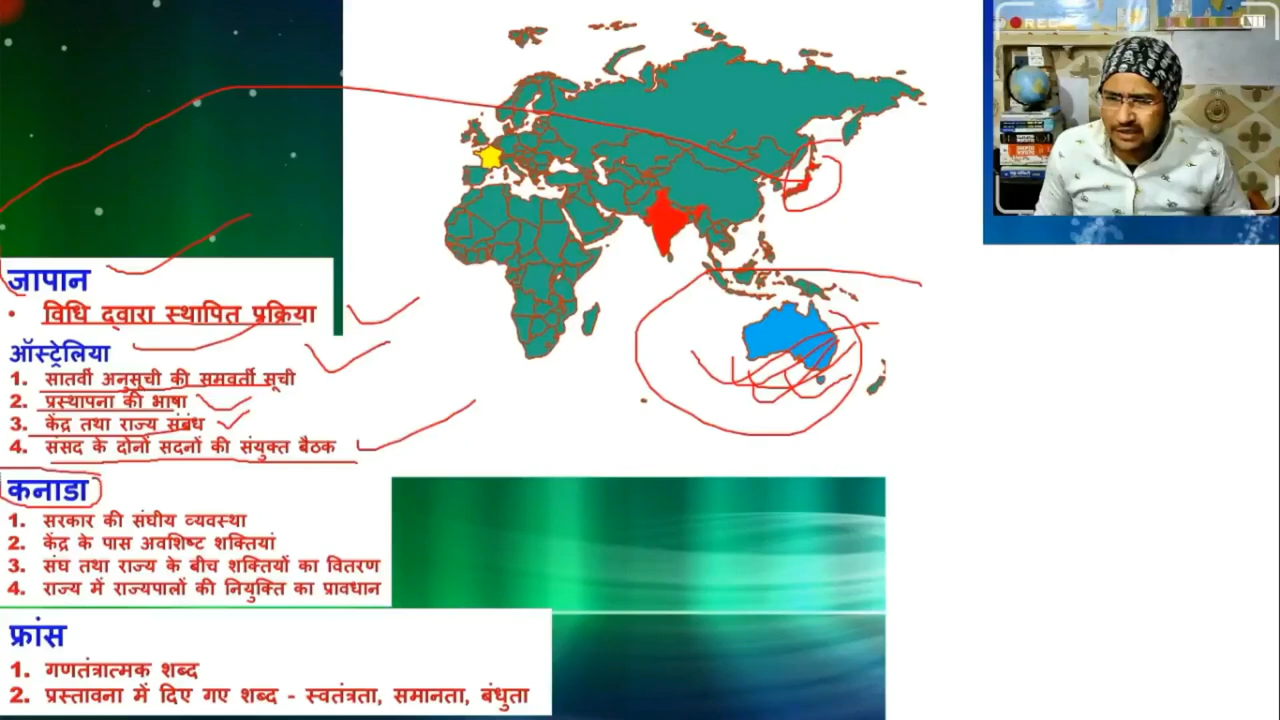 REC
जापान
• विधि द्वारा स्थापित प्रक्रिया
ऑस्ट्रेलिया
1. सातवीं अनुसूची की समवर्ती सूची
2. प्रस्थापना की भाषा
3. केंद्र तथा राज्य संबंध
4. संसद के दोनों सदनों की संयुक्त बैठक
कनाडा
1. सरकार की संघीय व्यवस्था
2. केंद्र के पास अवशिष्ट शक्तियां
3. संघ तथा राज्य के बीच शक्तियों का वितरण
4. राज्य में राज्यपालों की नियुक्ति का प्रावधान
फ्रांस
1. गणतंत्रात्मक शब्द
2. प्रस्तावना में दिए गए शब्द - स्वतंत्रता, समानता, बंधुता